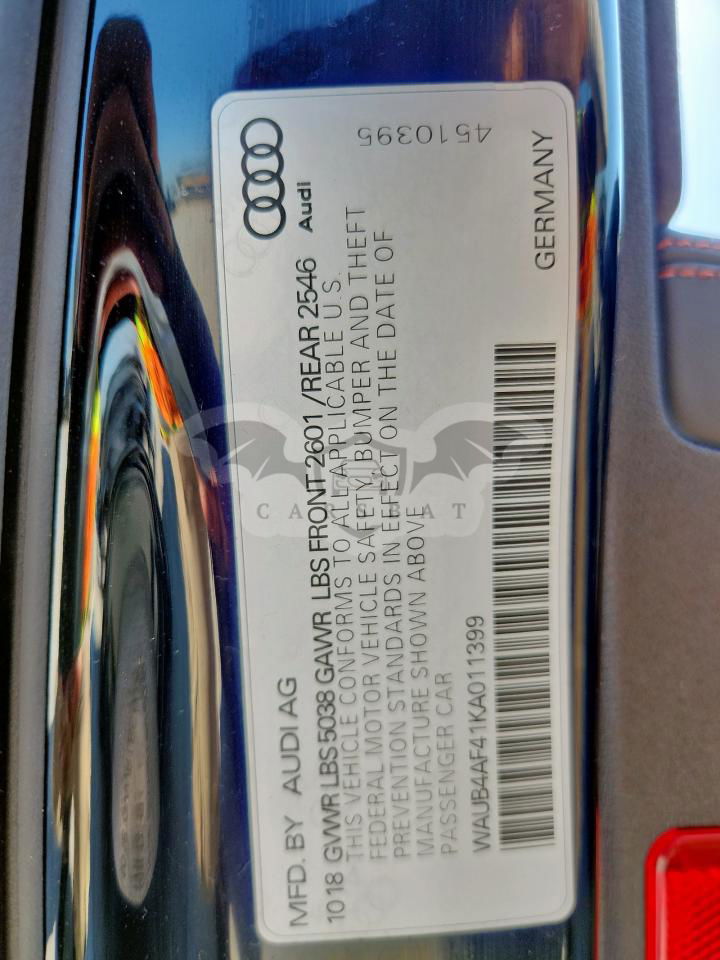 MFD. BY AUDI AG
Audi
1018 GVWR LBS 5038 GAWR LBS FRONT 2601 /REAR 2546
THIS VEHICLE CONFORMS TO ALL APPLICABLE U.S.
FEDERAL MOTOR VEHICLE SAFETY, BUMPER AND THEFT
PREVENTION STANDARDS IN EFFECT ON THE DATE OF
MANUFACTURE SHOWN ABOVE
PASSENGER CAR
4510395
WAUB4AF41KA011399
GERMANY
CARSBAT